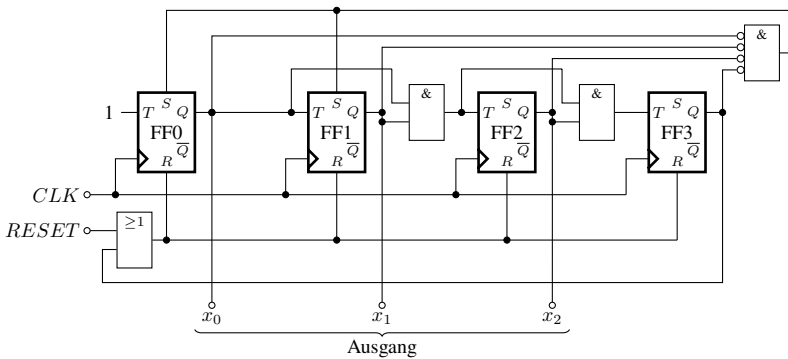 &
& &
1 T S Q FF0 Q̅ R
T S Q FF1 Q̅ R
T S Q FF2 Q̅ R
T S Q FF3 Q̅ R
CLK
RESET ≥1
x₀ x₁ x₂
Ausgang